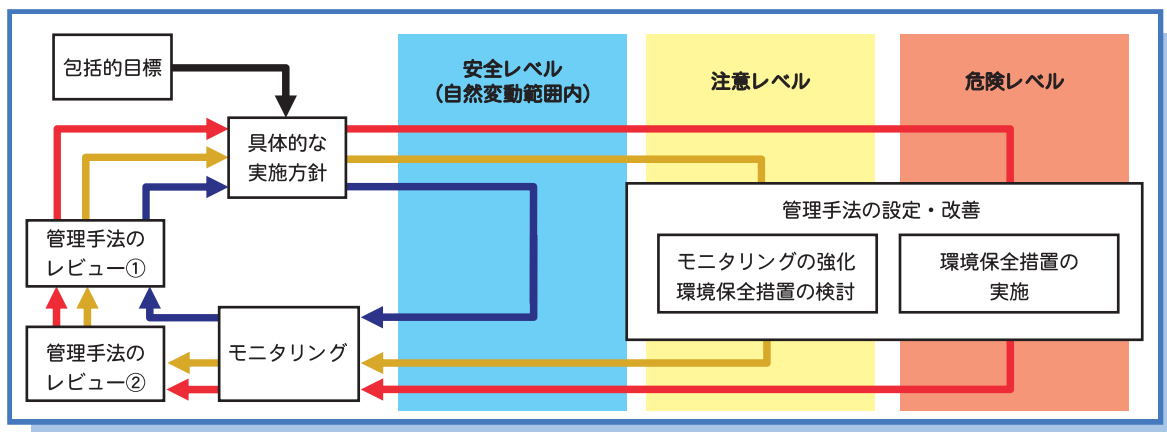 包括的目標
安全レベル
（自然変動範囲内）
注意レベル
危険レベル
具体的な
実施方針
管理手法の設定・改善
管理手法の
レビュー①
モニタリングの強化
環境保全措置の検討
環境保全措置の
実施
モニタリング
管理手法の
レビュー②